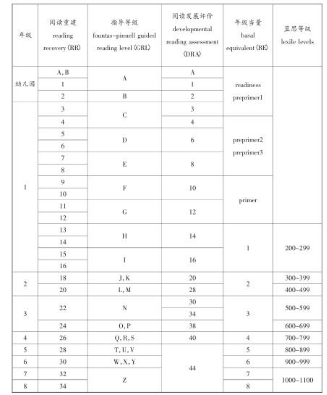 年级 阅读重建 reading recovery (RR) 指导等级 fountas-pinnell guided reading level (GRL) 阅读发展评价 developmental reading assessment (DRA) 年级容量 basal equivalent (BE) 蓝思等级 lexile levels
幼儿园 A,B A A readiness
1 1 preprimer1
2 B 2
1 3 C 3 preprimer2
4 4 preprimer3
5 D 6
6
7 E 8
8
9 F 10 primer
10
11 G 12
12
13 H 14 1 200-299
14
15 I 16
16
2 18 J,K 20 2 300-399
20 L,M 28 400-499
3 22 N 30 3 500-599
34
24 O,P 38 600-699
4 26 Q,R,S 40 4 700-799
5 28 T,U,V 44 5 800-899
6 30 W,X,Y 6 900-999
7 32 Z 7 1000-1100
8 34 8